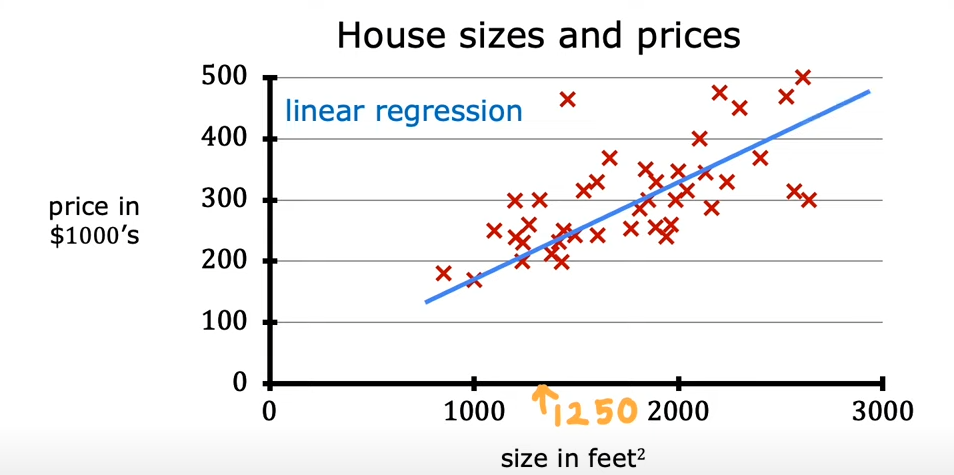 House sizes and prices
500
linear regression
400
300
price in
$1000's
200
100
0
0 1000 1250 2000 3000
size in feet²